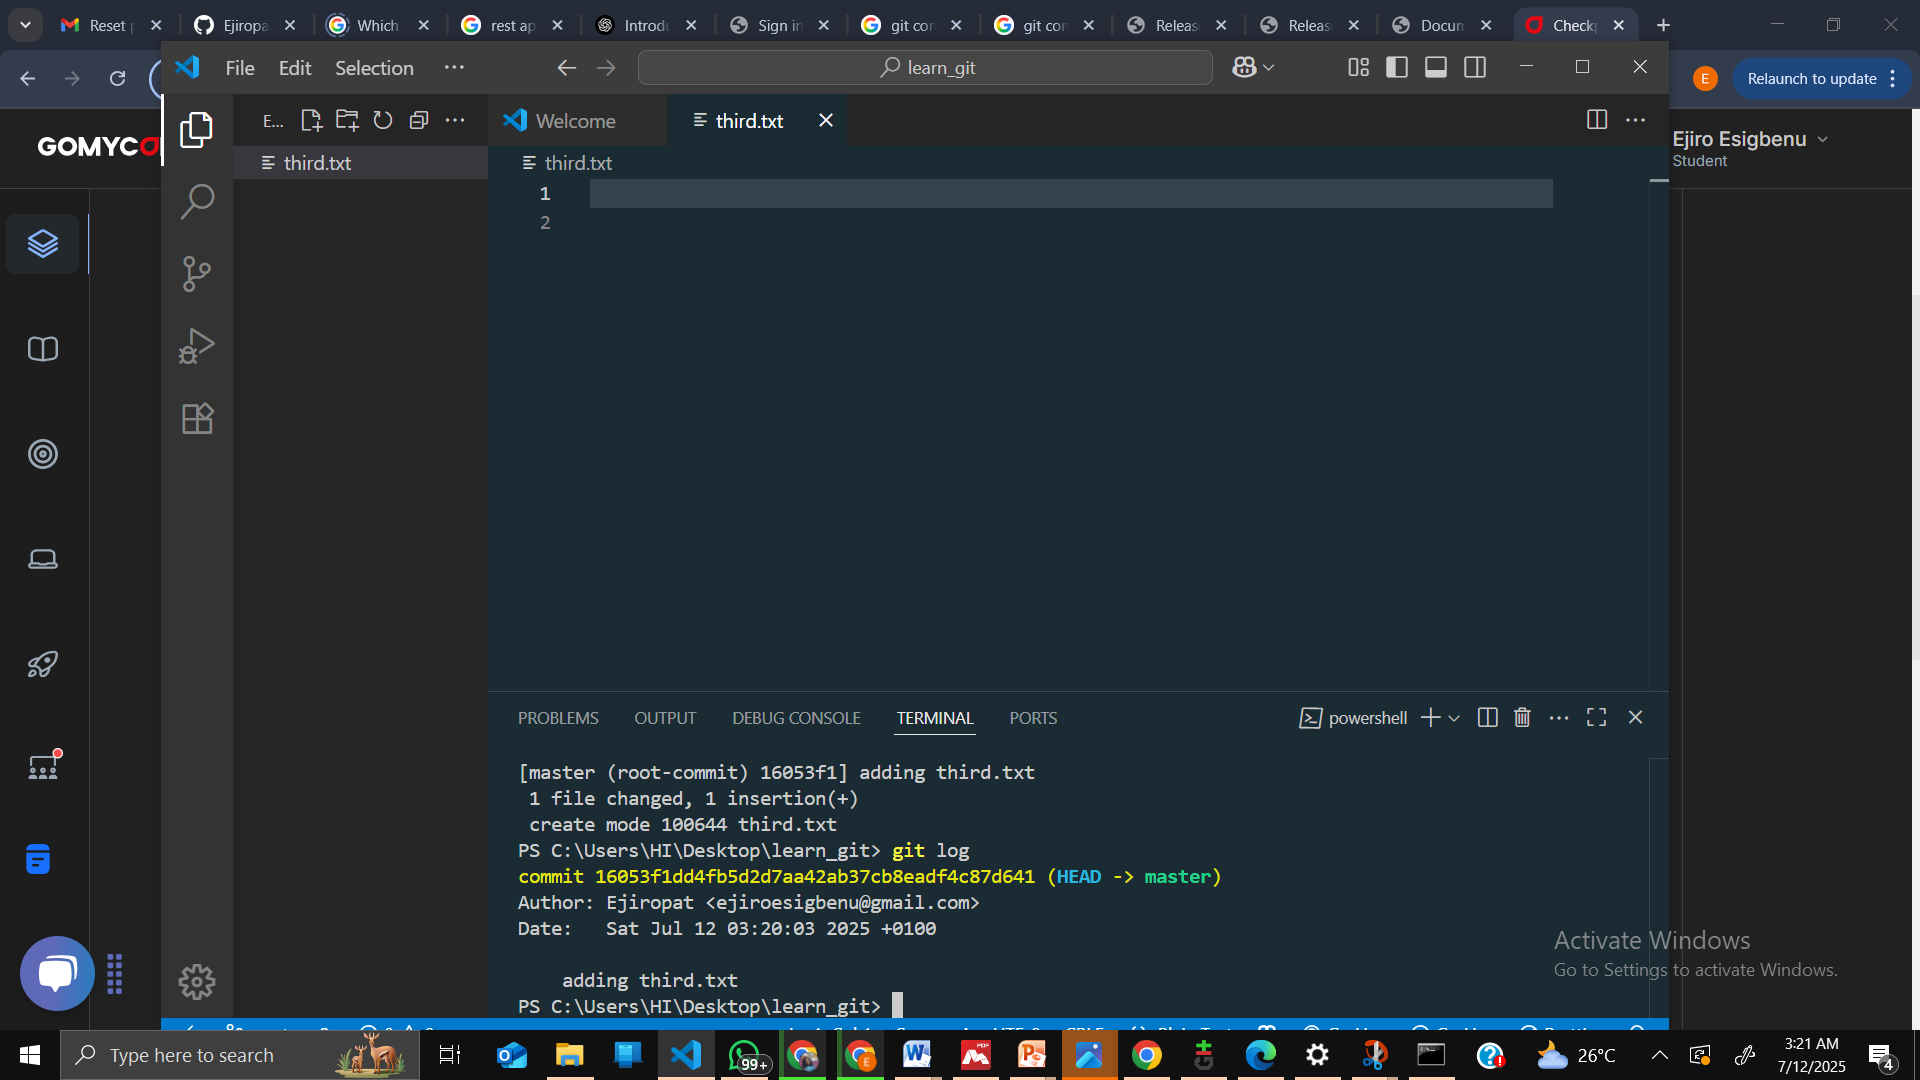 Reset p
Ejiropa
Which
rest ap
Introdu
Sign in
git con
git con
Releas
Releas
Docum
Check
File Edit Selection ...
learn_git
E
Relaunch to update
GOMYCO
E...
Welcome
third.txt
Ejiro Esigbenu
Student
third.txt
third.txt
1
2
PROBLEMS OUTPUT DEBUG CONSOLE TERMINAL PORTS
powershell
[master (root-commit) 16053f1] adding third.txt
1 file changed, 1 insertion(+)
create mode 100644 third.txt
PS C:\Users\HI\Desktop\learn_git> git log
commit 16053f1dd4fb5d2d7aa42ab37cb8eadf4c87d641 (HEAD -> master)
Author: Ejiropat <ejiroesigbenu@gmail.com>
Date:   Sat Jul 12 03:20:03 2025 +0100
adding third.txt
PS C:\Users\HI\Desktop\learn_git>
Activate Windows
Go to Settings to activate Windows.
Type here to search
99+
26°C
3:21 AM
7/12/2025
4